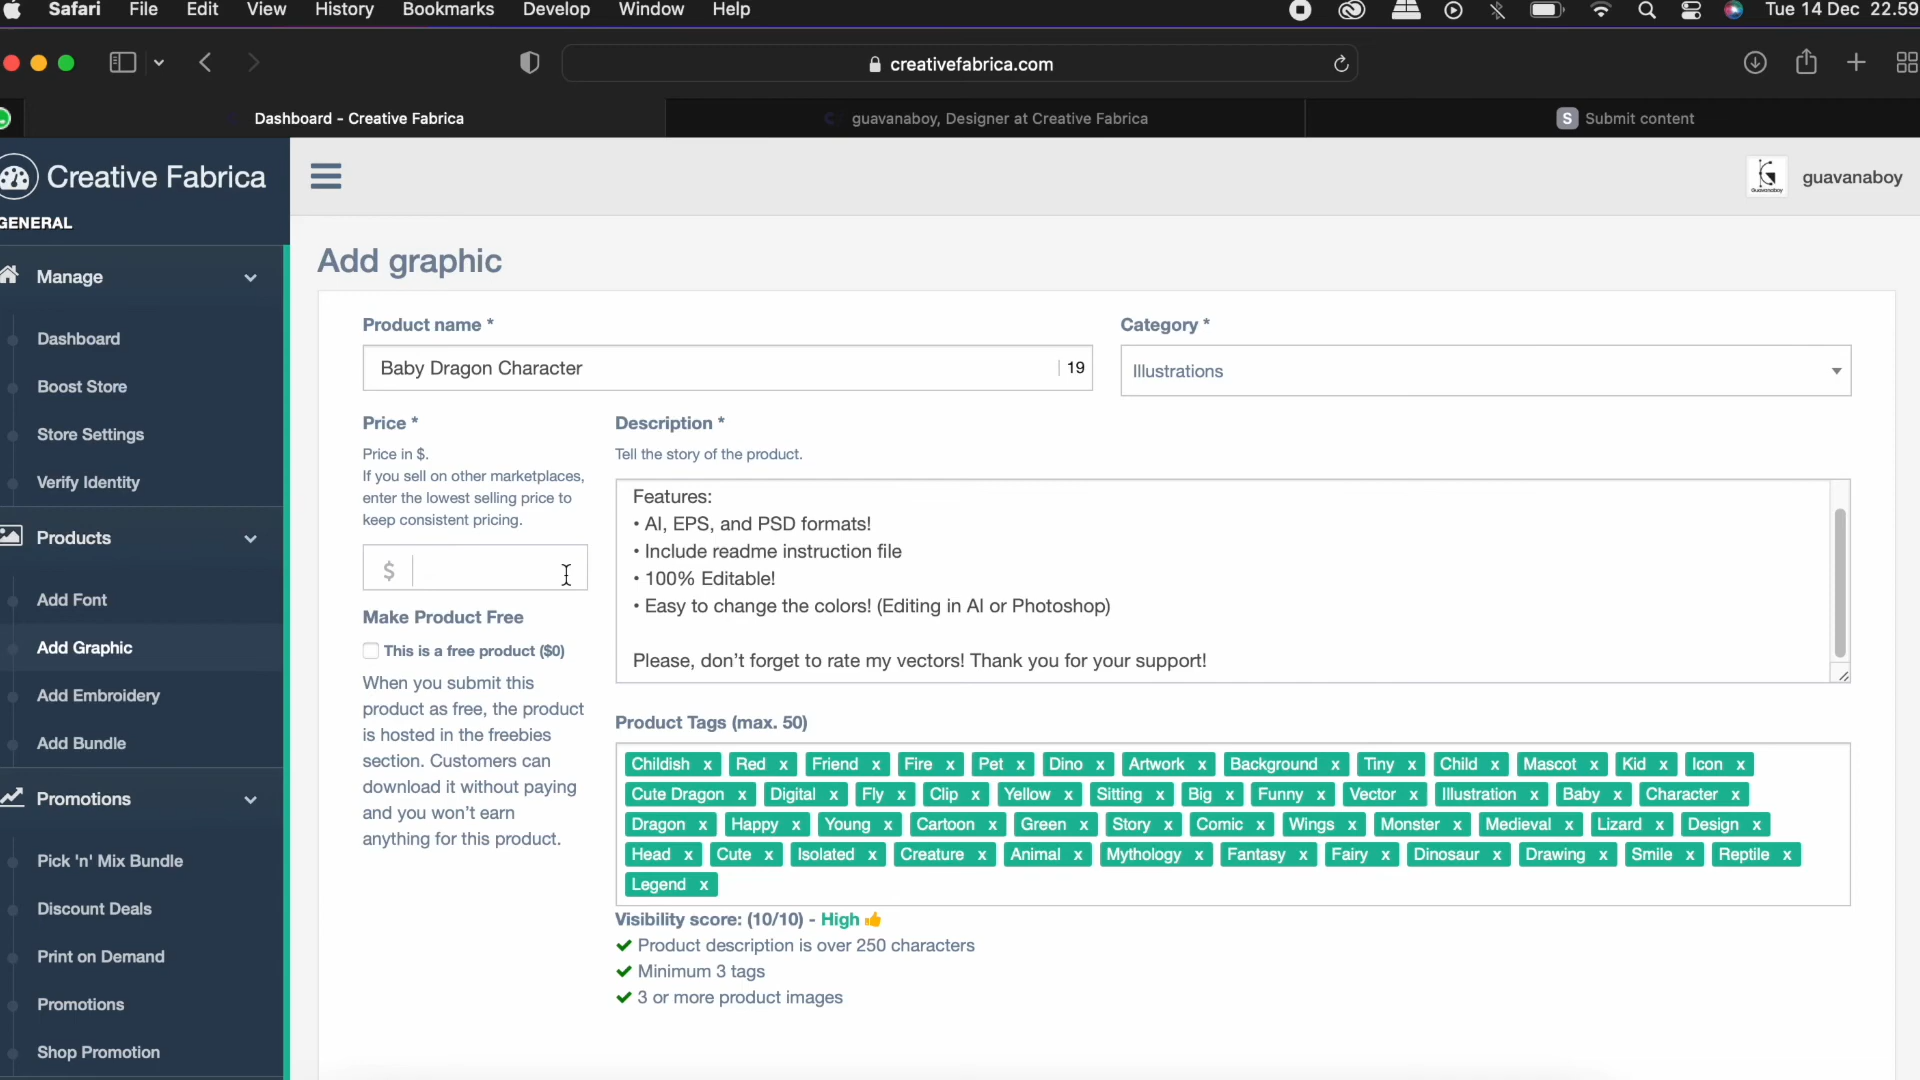 Safari File Edit View History Bookmarks Develop Window Help Tue 14 Dec 22.59
creativefabrica.com
Dashboard - Creative Fabrica guavanaboy, Designer at Creative Fabrica S Submit content
Creative Fabrica
guavanaboy
GENERAL
Manage
Dashboard
Boost Store
Store Settings
Verify Identity
Products
Add Font
Add Graphic
Add Embroidery
Add Bundle
Promotions
Pick 'n' Mix Bundle
Discount Deals
Print on Demand
Promotions
Shop Promotion
Add graphic
Product name *
Baby Dragon Character 19
Category *
Illustrations
Price *
Price in $.
If you sell on other marketplaces,
enter the lowest selling price to
keep consistent pricing.
$
Make Product Free
This is a free product ($0)
When you submit this
product as free, the product
is hosted in the freebies
section. Customers can
download it without paying
and you won't earn
anything for this product.
Description *
Tell the story of the product.
Features:
• AI, EPS, and PSD formats!
• Include readme instruction file
• 100% Editable!
• Easy to change the colors! (Editing in AI or Photoshop)
Please, don't forget to rate my vectors! Thank you for your support!
Product Tags (max. 50)
Childish x Red x Friend x Fire x Pet x Dino x Artwork x Background x Tiny x Child x Mascot x Kid x Icon x
Cute Dragon x Digital x Fly x Clip x Yellow x Sitting x Big x Funny x Vector x Illustration x Baby x Character x
Dragon x Happy x Young x Cartoon x Green x Story x Comic x Wings x Monster x Medieval x Lizard x Design x
Head x Cute x Isolated x Creature x Animal x Mythology x Fantasy x Fairy x Dinosaur x Drawing x Smile x Reptile x
Legend x
Visibility score: (10/10) - High
Product description is over 250 characters
Minimum 3 tags
3 or more product images